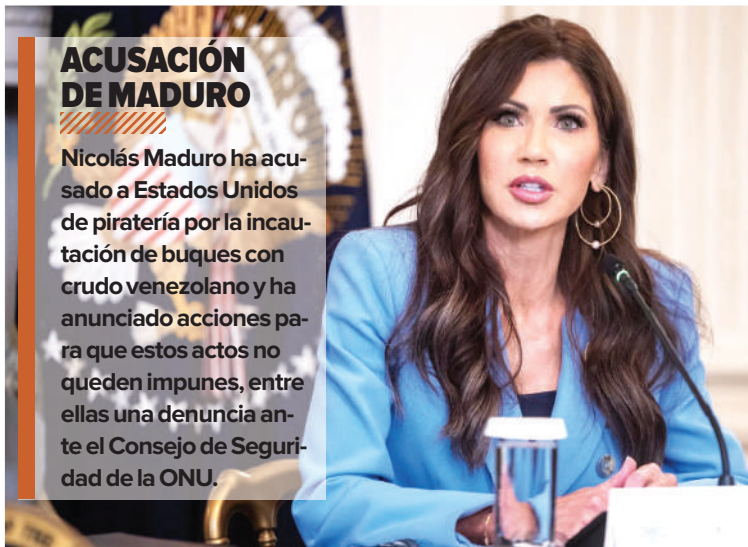 ACUSACIÓN
DE MADURO
Nicolás Maduro ha acu-
sado a Estados Unidos
de piratería por la incau-
tación de buques con
crudo venezolano y ha
anunciado acciones pa-
ra que estos actos no
queden impunes, entre
ellas una denuncia an-
te el Consejo de Seguri-
dad de la ONU.